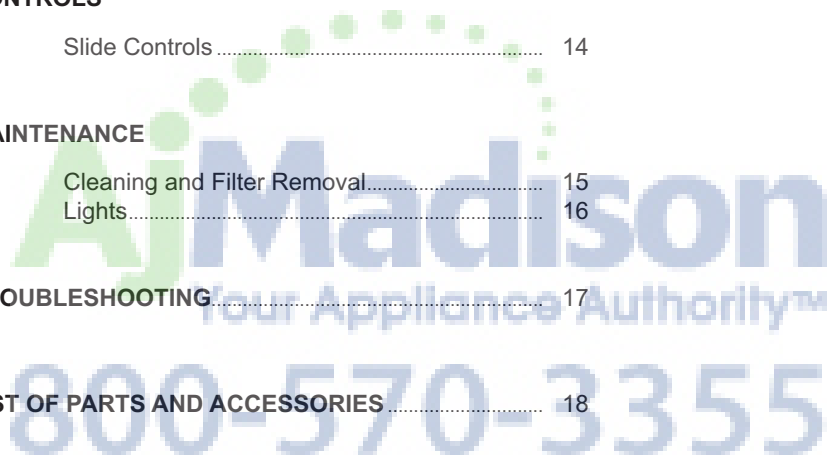 ONTROLS
Slide Controls 14
AINTENANCE
Cleaning and Filter Removal 15
Lights 16
OUBLESHOOTING 17
ST OF PARTS AND ACCESSORIES 18
AjMadison
Your Appliance Authority™
800-570-3355